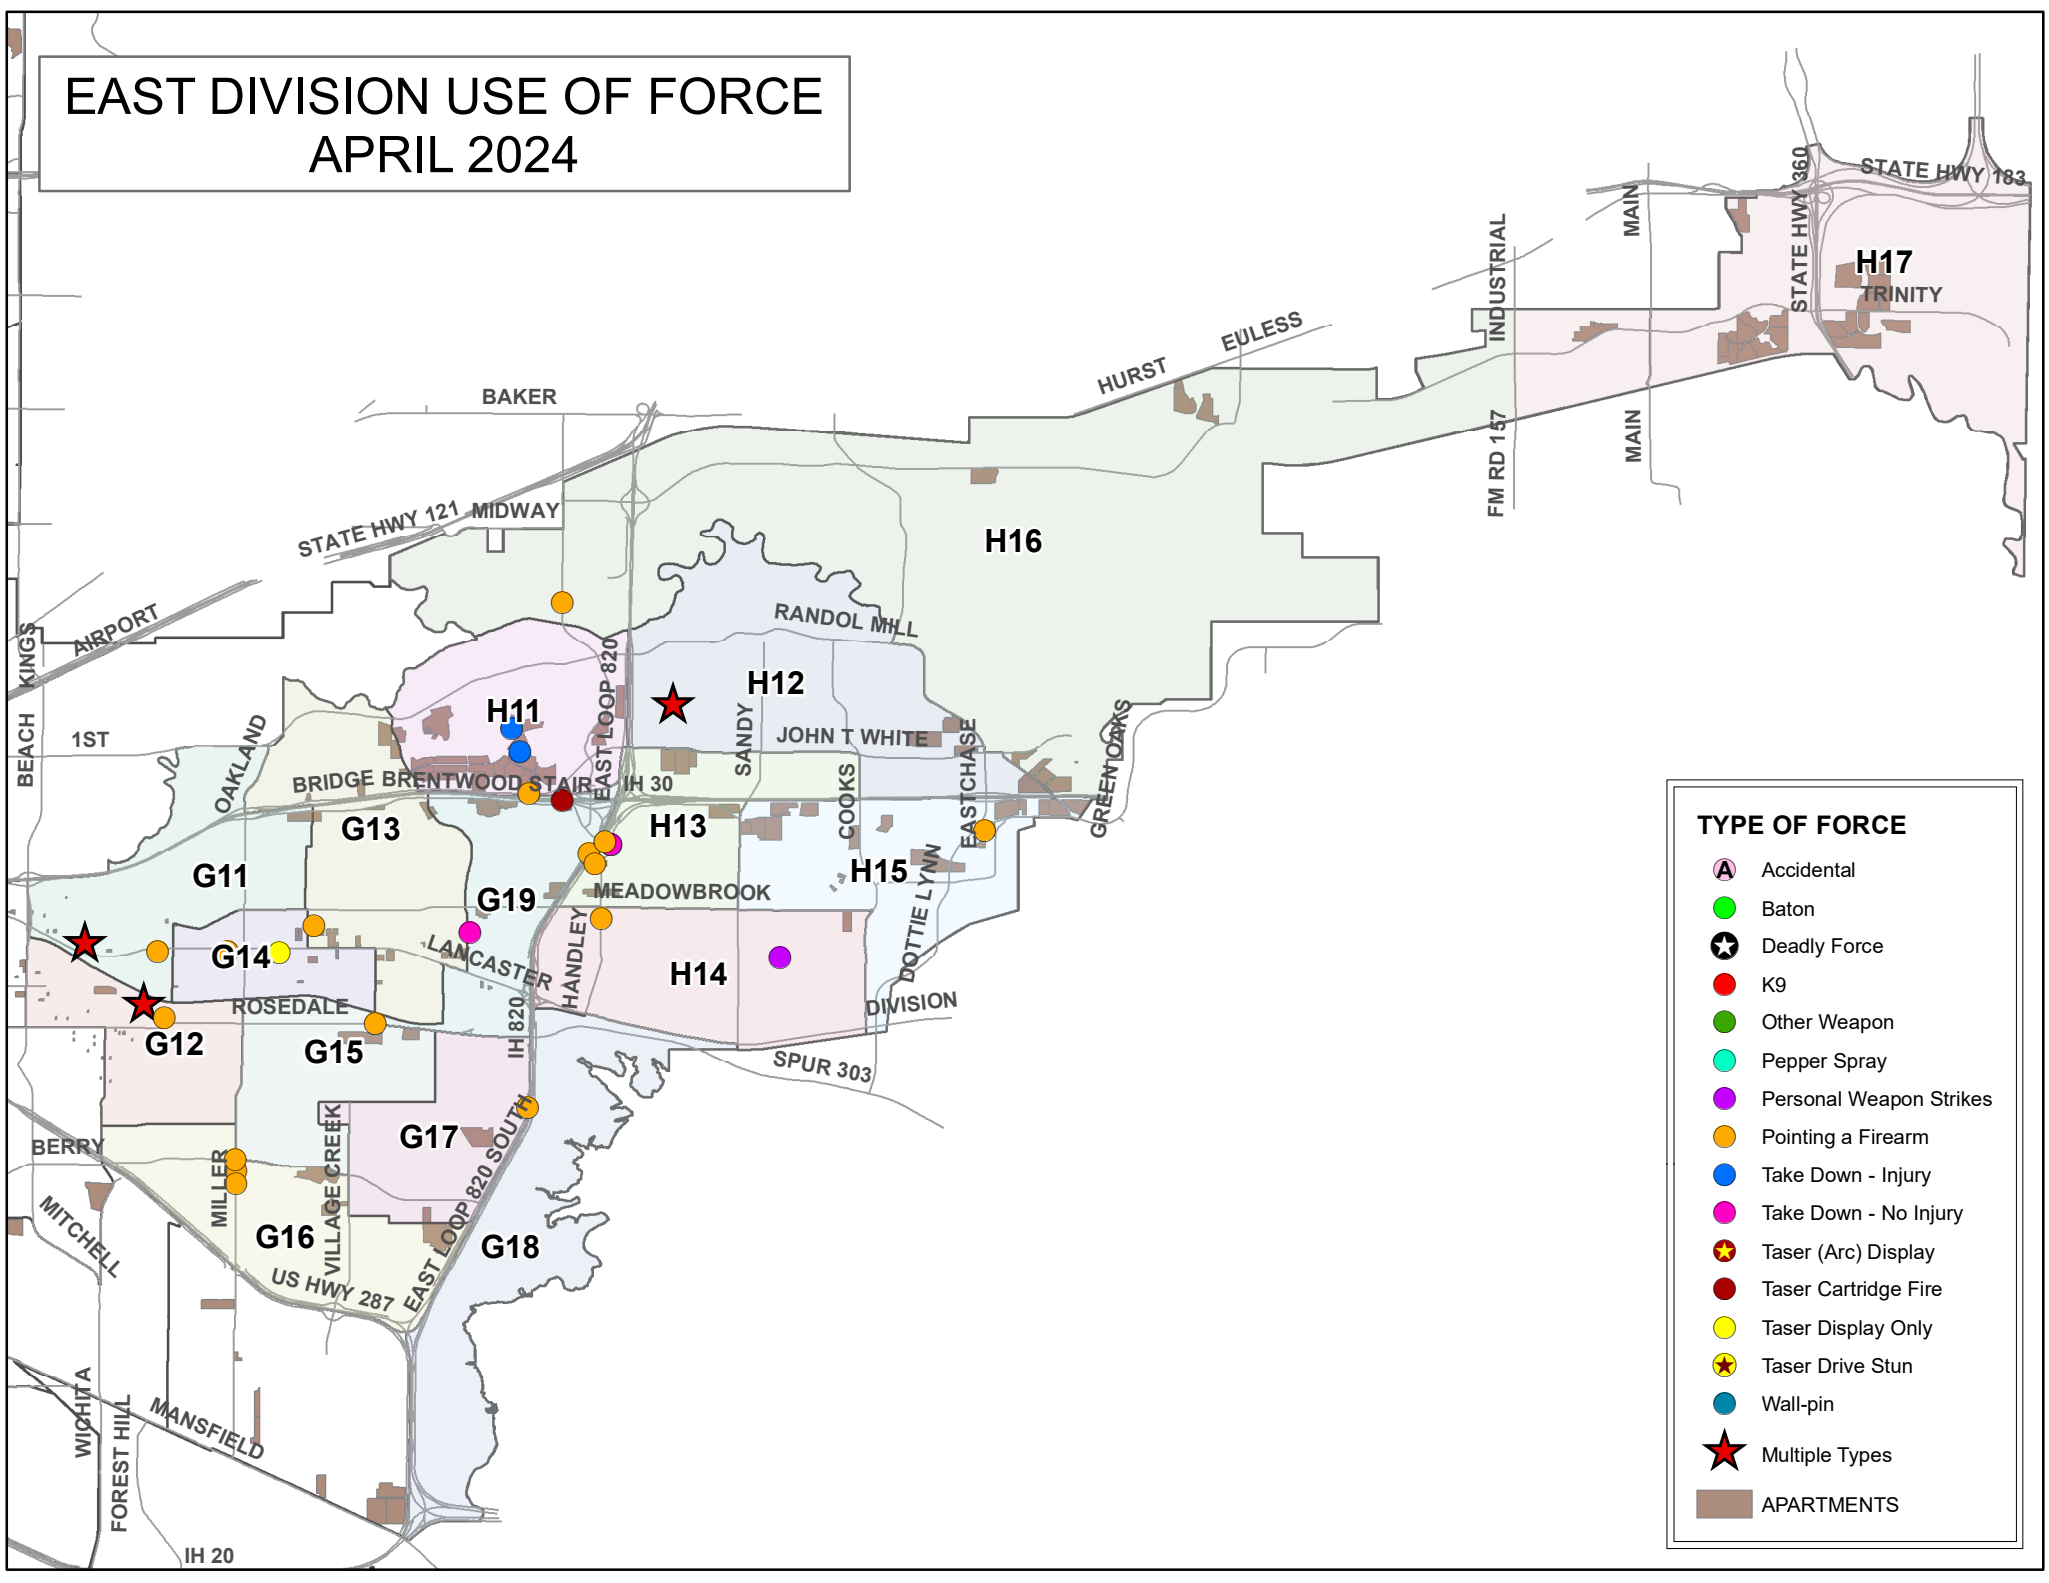 EAST DIVISION USE OF FORCE
APRIL 2024
STATE HWY 183
STATE HWY 360
MAIN
INDUSTRIAL
H17
TRINITY
EULESS
HURST
BAKER
MAIN
FM RD 157
STATE HWY 121
MIDWAY
H16
AIRPORT
KINGS
RANDOL MILL
EAST LOOP 820
H12
H11
BEACH
1ST
OAKLAND
SANDY
JOHN T WHITE
EASTCHASE
GREEN OAKS
BRIDGE
BRENTWOOD STAIR
IH 30
COOKS
G13
H13
G11
H15
G19
MEADOWBROOK
DOTTIE LYNN
G14
LANCASTER
HANDLEY
H14
ROSEDALE
DIVISION
IH 820
G12
G15
SPUR 303
BERRY
MILLER
VILLAGE CREEK
G17
EAST LOOP 820 SOUTH
MITCHELL
G16
G18
US HWY 287
WICHITA
FOREST HILL
MANSFIELD
IH 20
TYPE OF FORCE
A Accidental
Baton
Deadly Force
K9
Other Weapon
Pepper Spray
Personal Weapon Strikes
Pointing a Firearm
Take Down - Injury
Take Down - No Injury
Taser (Arc) Display
Taser Cartridge Fire
Taser Display Only
Taser Drive Stun
Wall-pin
Multiple Types
APARTMENTS